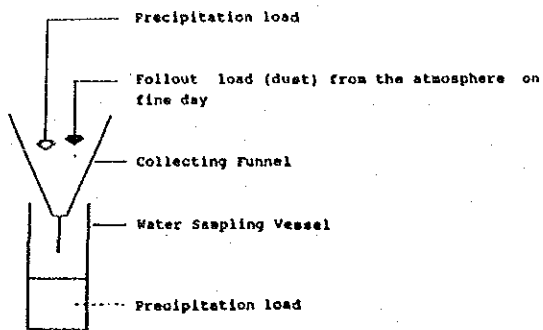 Precipitation load
Follout load (dust) from the atmosphere on
fine day
Collecting Funnel
Water Sampling Vessel
Precipitation load